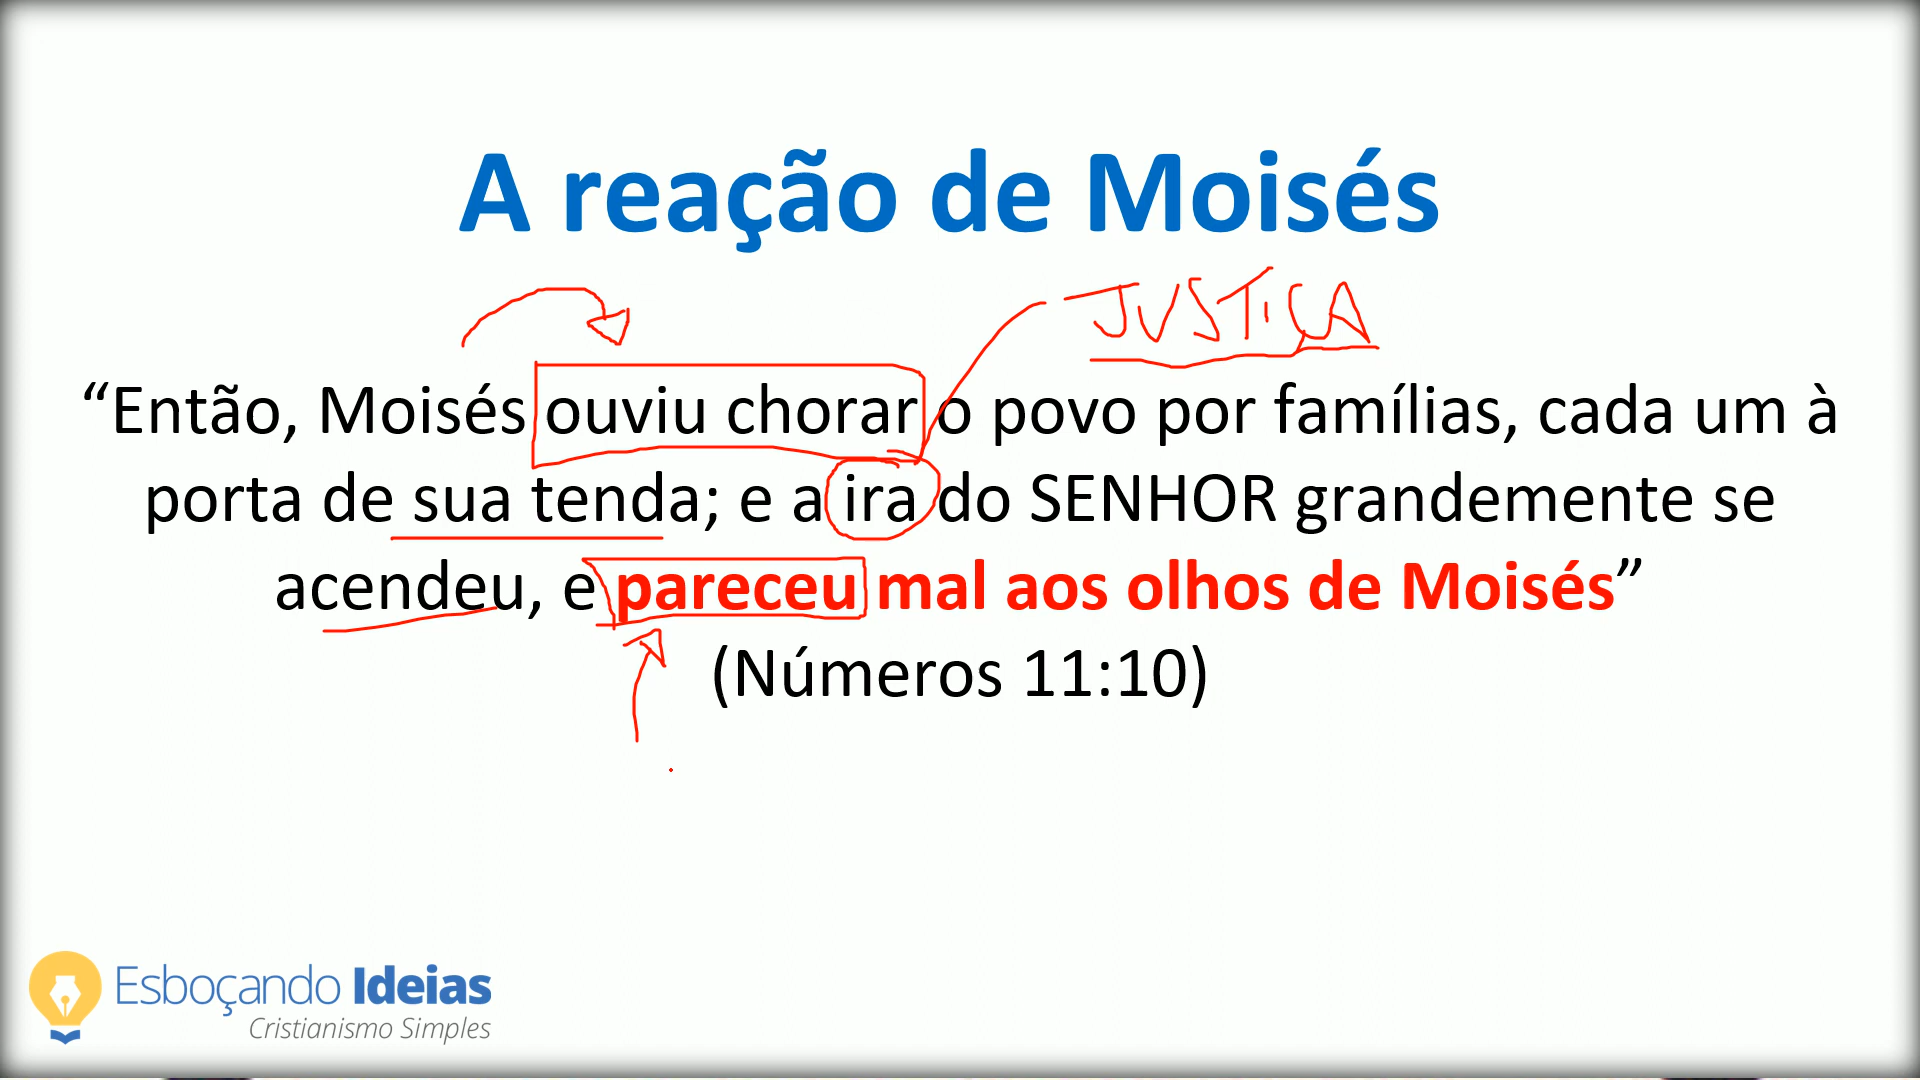 A reação de Moisés
JUSTIÇA
“Então, Moisés ouviu chorar o povo por famílias, cada um à
porta de sua tenda; e a ira do SENHOR grandemente se
acendeu, e pareceu mal aos olhos de Moisés”
(Números 11:10)
Esboçando Ideias
Cristianismo Simples